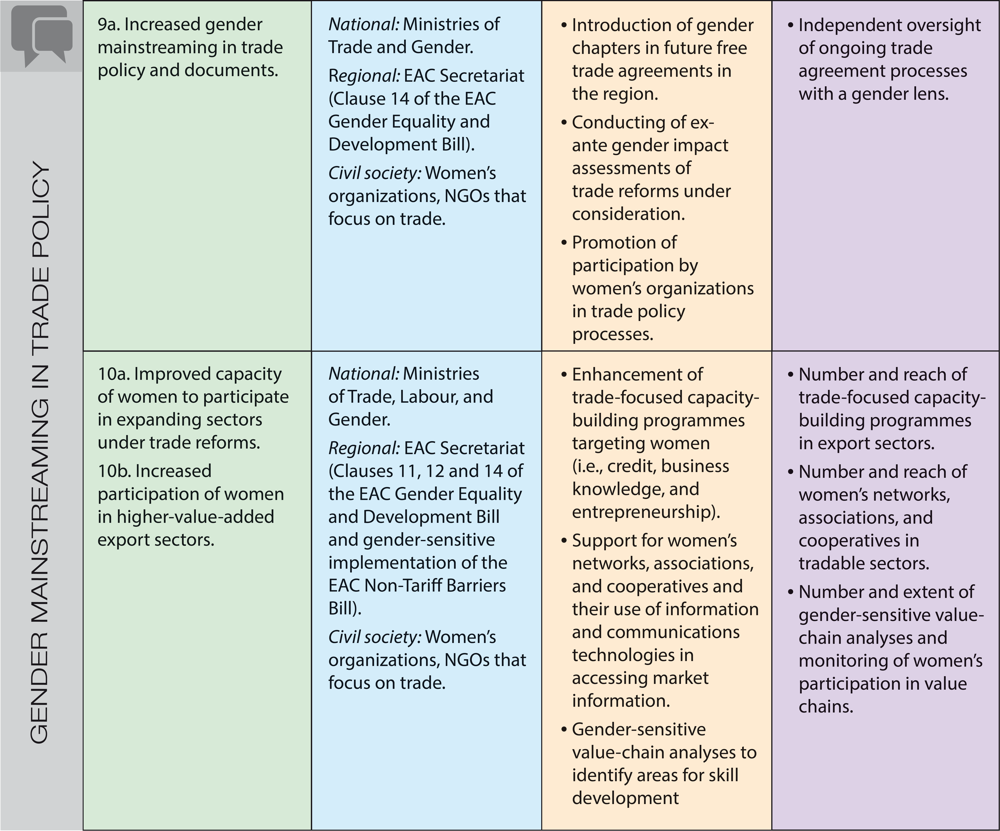 GENDER MAINSTREAMING IN TRADE POLICY
9a. Increased gender
mainstreaming in trade
policy and documents.
National: Ministries of
Trade and Gender.
Regional: EAC Secretariat
(Clause 14 of the EAC
Gender Equality and
Development Bill).
Civil society: Women’s
organizations, NGOs that
focus on trade.
• Introduction of gender
chapters in future free
trade agreements in
the region.
• Conducting of ex-
ante gender impact
assessments of
trade reforms under
consideration.
• Promotion of
participation by
women’s organizations
in trade policy
processes.
• Independent oversight
of ongoing trade
agreement processes
with a gender lens.
10a. Improved capacity
of women to participate
in expanding sectors
under trade reforms.
10b. Increased
participation of women
in higher-value-added
export sectors.
National: Ministries
of Trade, Labour, and
Gender.
Regional: EAC Secretariat
(Clauses 11, 12 and 14 of
the EAC Gender Equality
and Development Bill
and gender-sensitive
implementation of the
EAC Non-Tariff Barriers
Bill).
Civil society: Women’s
organizations, NGOs that
focus on trade.
• Enhancement of
trade-focused capacity-
building programmes
targeting women
(i.e., credit, business
knowledge, and
entrepreneurship).
• Support for women’s
networks, associations,
and cooperatives and
their use of information
and communications
technologies in
accessing market
information.
• Gender-sensitive
value-chain analyses to
identify areas for skill
development
• Number and reach of
trade-focused capacity-
building programmes
in export sectors.
• Number and reach of
women’s networks,
associations, and
cooperatives in
tradable sectors.
• Number and extent of
gender-sensitive value-
chain analyses and
monitoring of women’s
participation in value
chains.